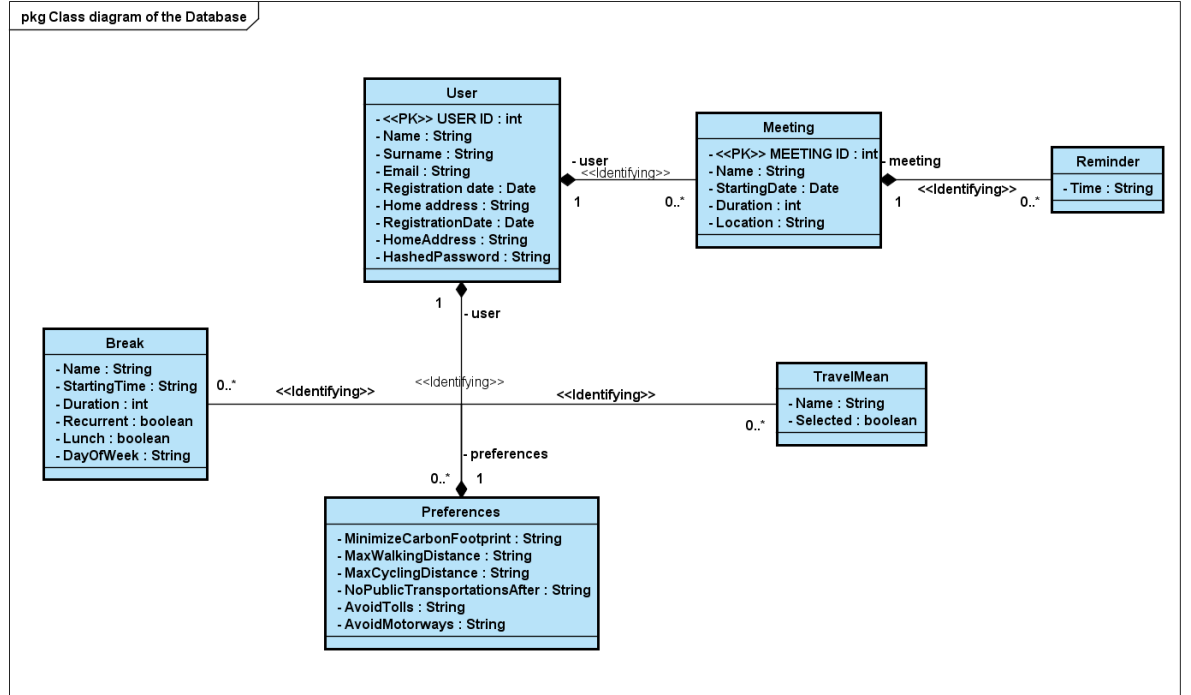 pkg Class diagram of the Database
User
- <<PK>> USER ID : int
- Name : String
- Surname : String
- Email : String
- Registration date : Date
- Home address : String
- RegistrationDate : Date
- HomeAddress : String
- HashedPassword : String
- user
<<Identifying>>
1
0..*
Meeting
- <<PK>> MEETING ID : int
- Name : String
- StartingDate : Date
- Duration : int
- Location : String
- meeting
<<Identifying>>
1
0..*
Reminder
- Time : String
1
- user
Break
- Name : String
- StartingTime : String
- Duration : int
- Recurrent : boolean
- Lunch : boolean
- DayOfWeek : String
0..*
<<Identifying>>
<<Identifying>>
<<Identifying>>
0..*
TravelMean
- Name : String
- Selected : boolean
- preferences
0..*
1
Preferences
- MinimizeCarbonFootprint : String
- MaxWalkingDistance : String
- MaxCyclingDistance : String
- NoPublicTransportationsAfter : String
- AvoidTolls : String
- AvoidMotorways : String